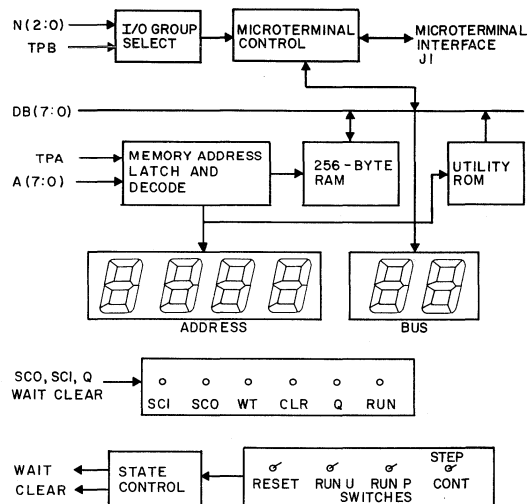 N(2:0)
TPB
I/O GROUP
SELECT
MICROTERMINAL
CONTROL
MICROTERMINAL
INTERFACE
J1
DB(7:0)
TPA
A(7:0)
MEMORY ADDRESS
LATCH AND
DECODE
256-BYTE
RAM
UTILITY
ROM
ADDRESS
BUS
SCO, SCI, Q
WAIT CLEAR
SCI SCO WT CLR Q RUN
WAIT
CLEAR
STATE
CONTROL
STEP
RESET RUN U RUN P CONT
SWITCHES